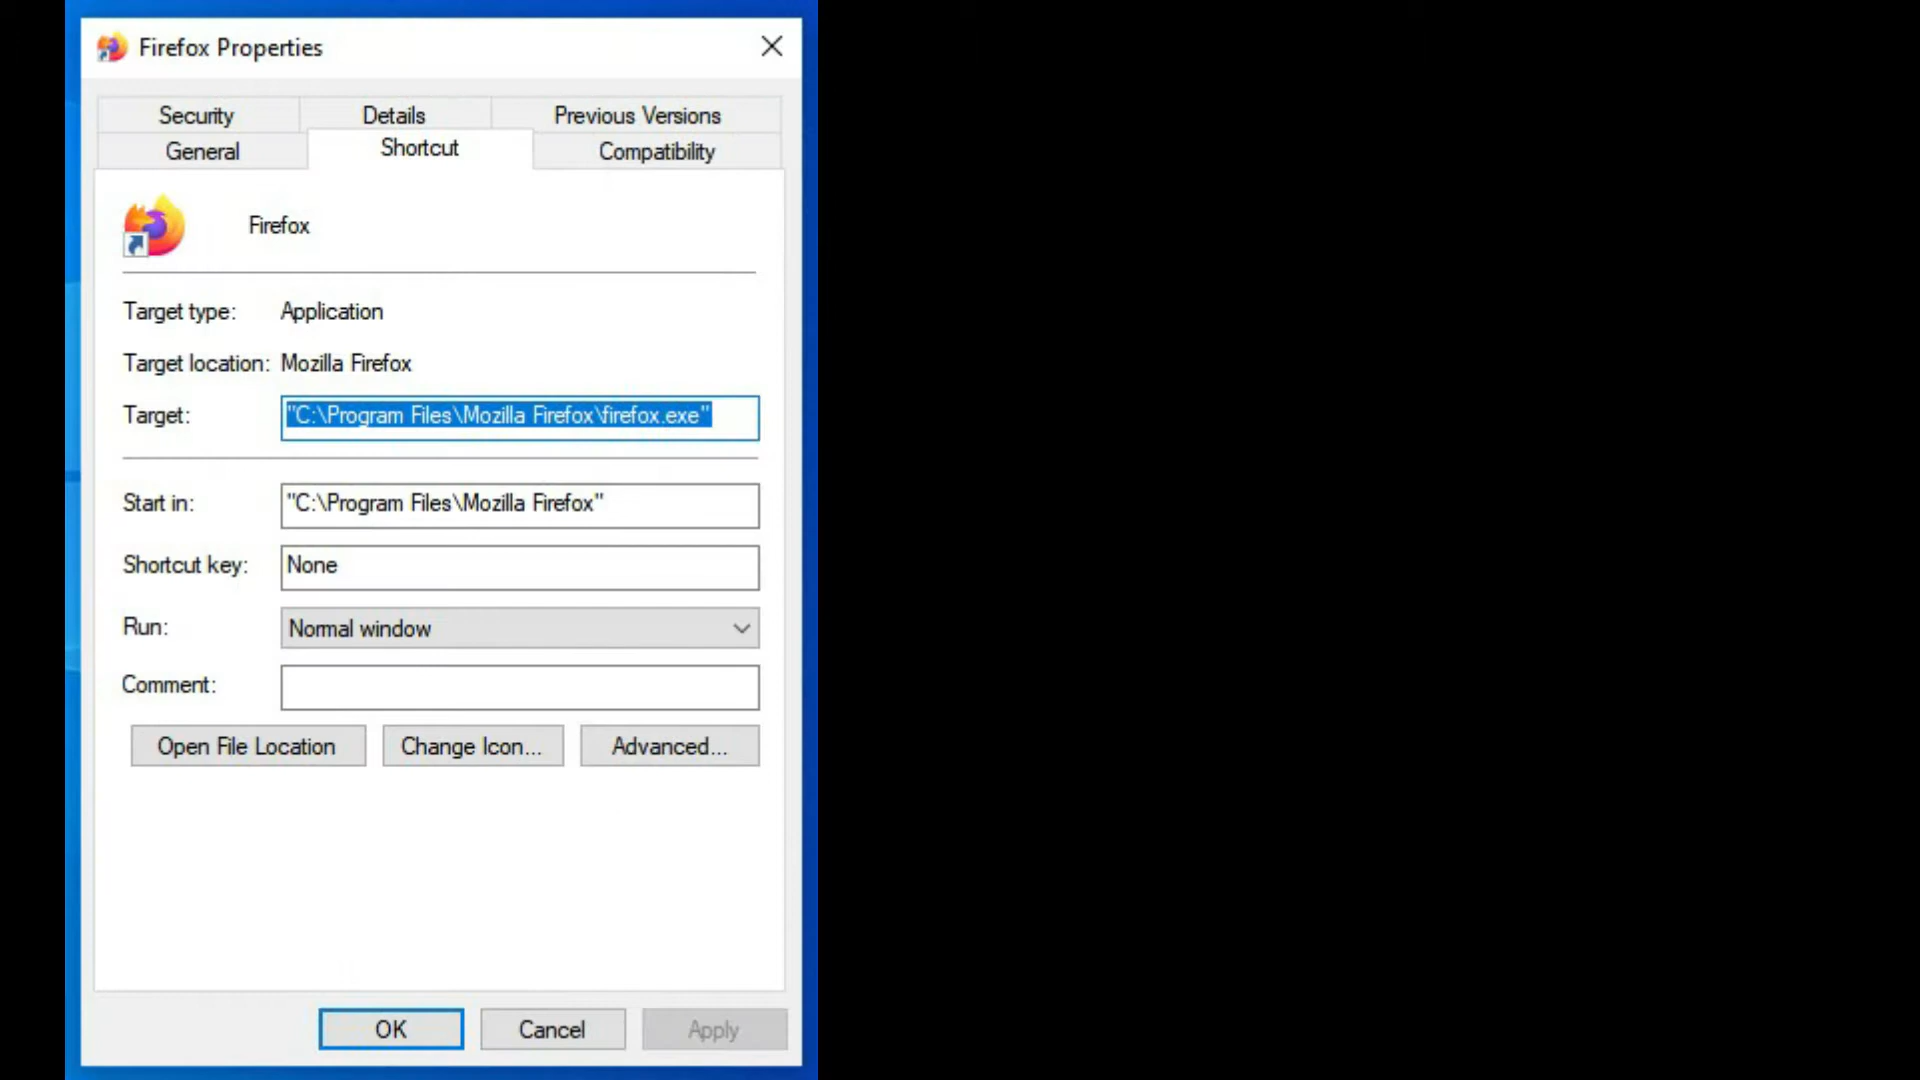 Firefox Properties
Security Details Previous Versions
General Shortcut Compatibility
Firefox
Target type: Application
Target location: Mozilla Firefox
Target: "C:\Program Files\Mozilla Firefox\firefox.exe"
Start in: "C:\Program Files\Mozilla Firefox"
Shortcut key: None
Run: Normal window
Comment:
Open File Location Change Icon... Advanced...
OK Cancel Apply